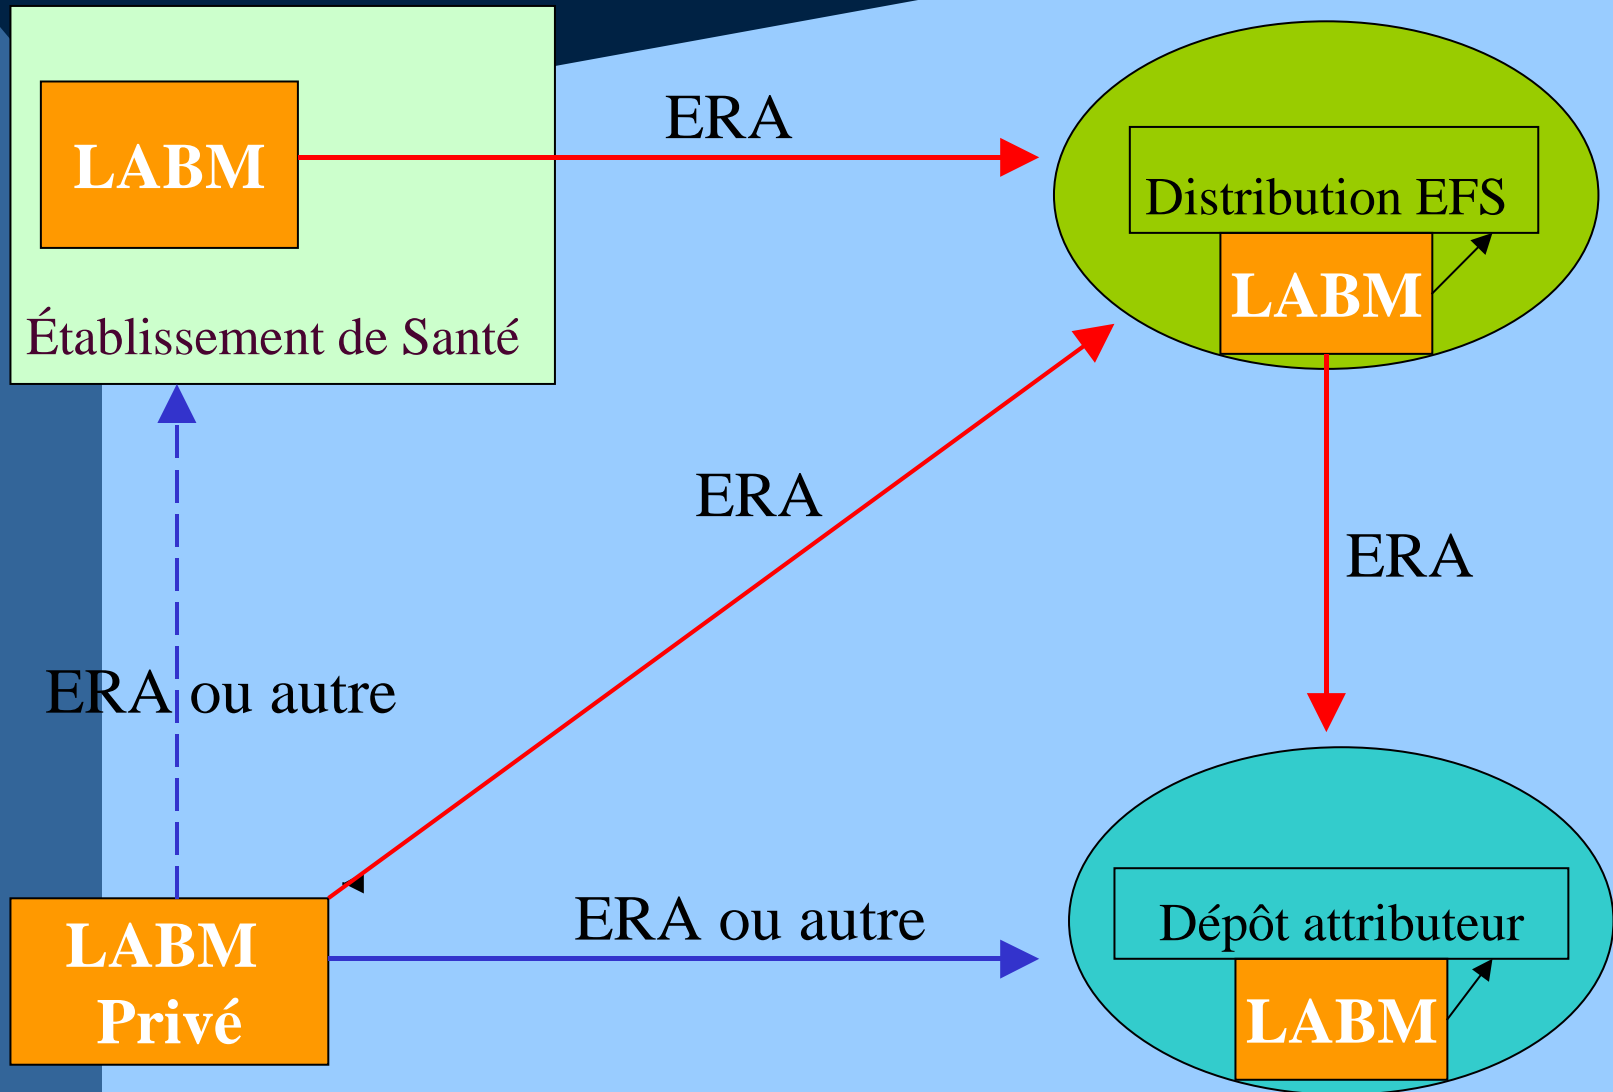 LABM
Établissement de Santé
ERA
Distribution EFS
LABM
ERA
ERA
ERA ou autre
LABM
Privé
ERA ou autre
Dépôt attributeur
LABM